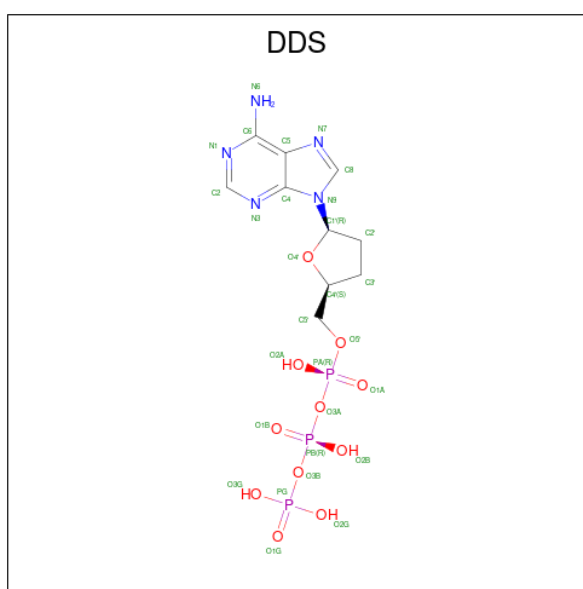 DDS
N6
NH2
C6
N1
N
C5
N7
N
C2
N
N3
C4
C8
N
N9
C1'(R)
C2'
O
O4'
C3'
C4'(S)
C5'
O
O5'
O2A
HO
PA(R)
P
O
O1A
O
O3A
O1B
O
P
PB(R)
OH
O2B
O
O3B
O3G
HO
PG
P
OH
O2G
O
O1G